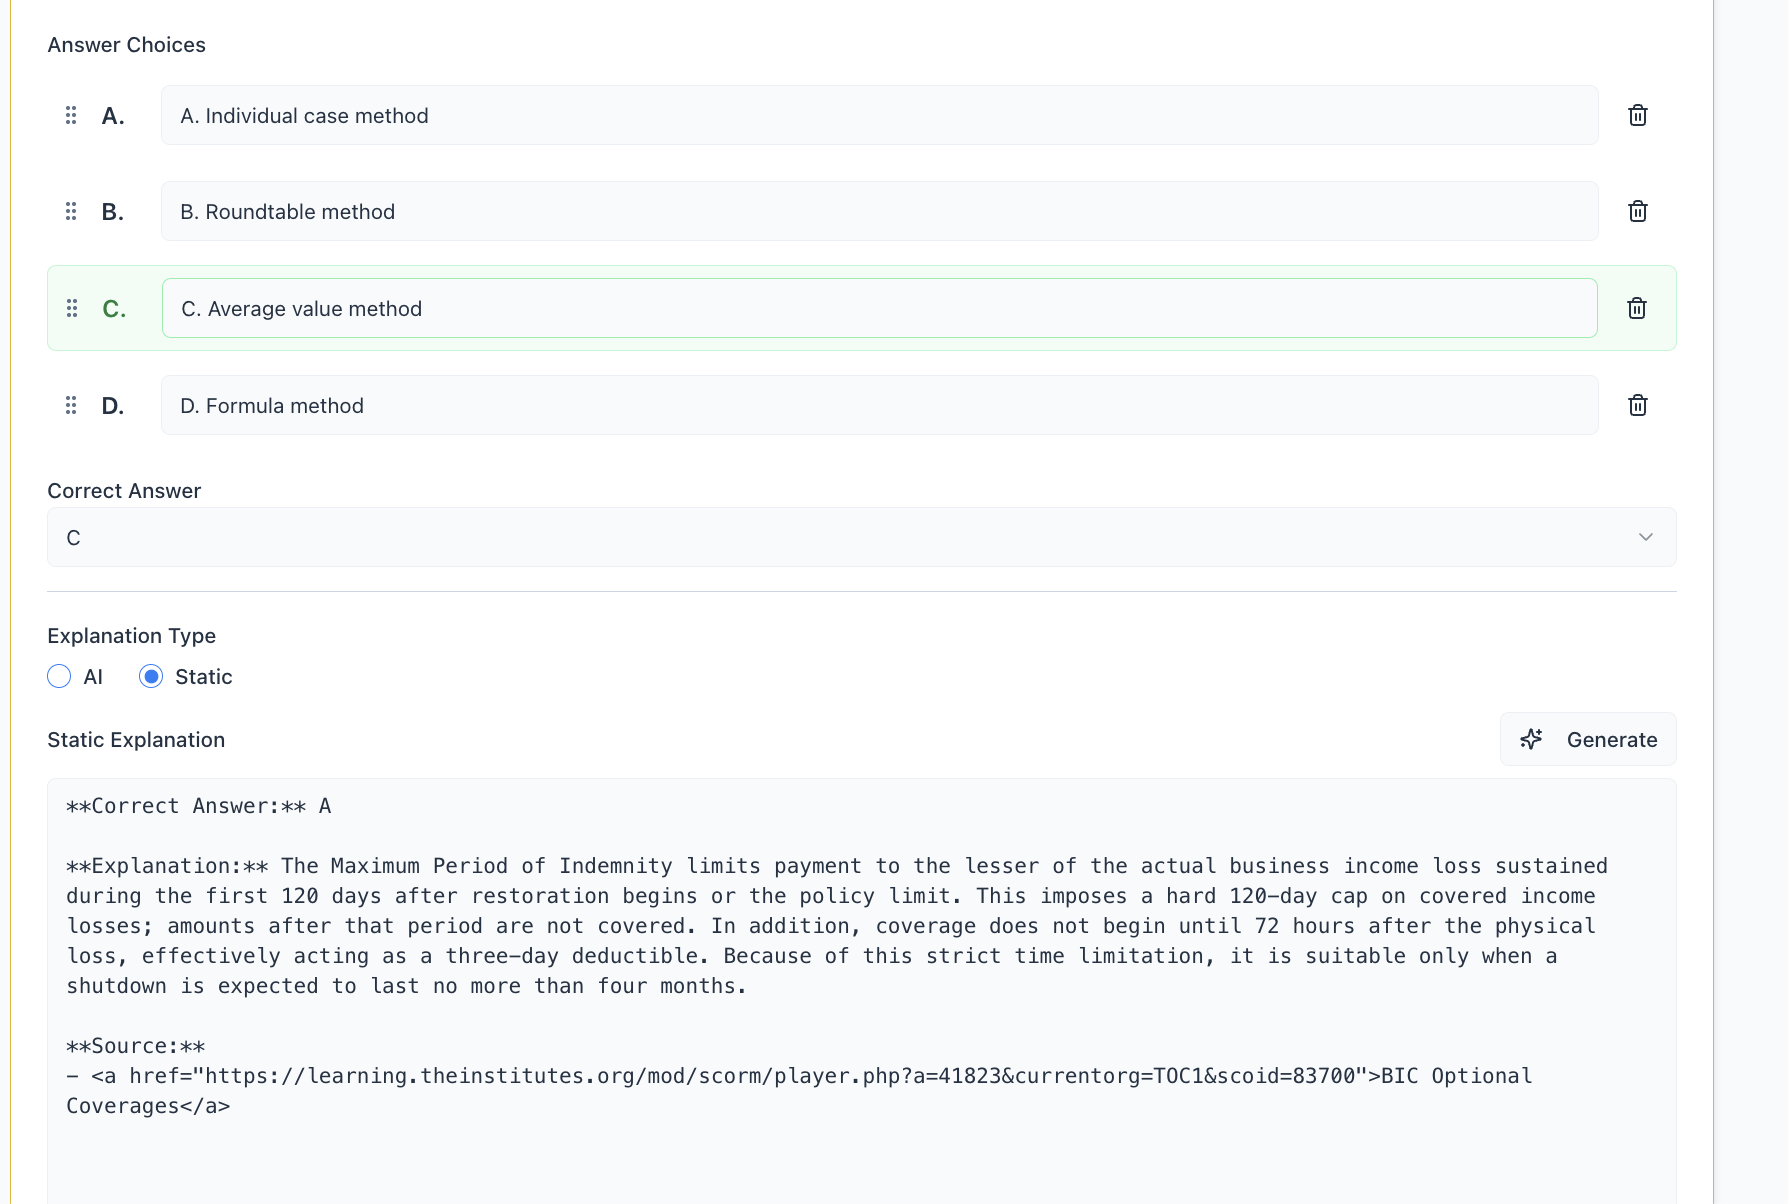 Answer Choices
A. A. Individual case method
B. B. Roundtable method
C. C. Average value method
D. D. Formula method
Correct Answer
C
Explanation Type
AI Static
Static Explanation Generate
**Correct Answer:** A
**Explanation:** The Maximum Period of Indemnity limits payment to the lesser of the actual business income loss sustained
during the first 120 days after restoration begins or the policy limit. This imposes a hard 120-day cap on covered income
losses; amounts after that period are not covered. In addition, coverage does not begin until 72 hours after the physical
loss, effectively acting as a three-day deductible. Because of this strict time limitation, it is suitable only when a
shutdown is expected to last no more than four months.
**Source:**
- <a href="https://learning.theinstitutes.org/mod/scorm/player.php?a=41823&currentorg=TOC1&scoid=83700">BIC Optional
Coverages</a>